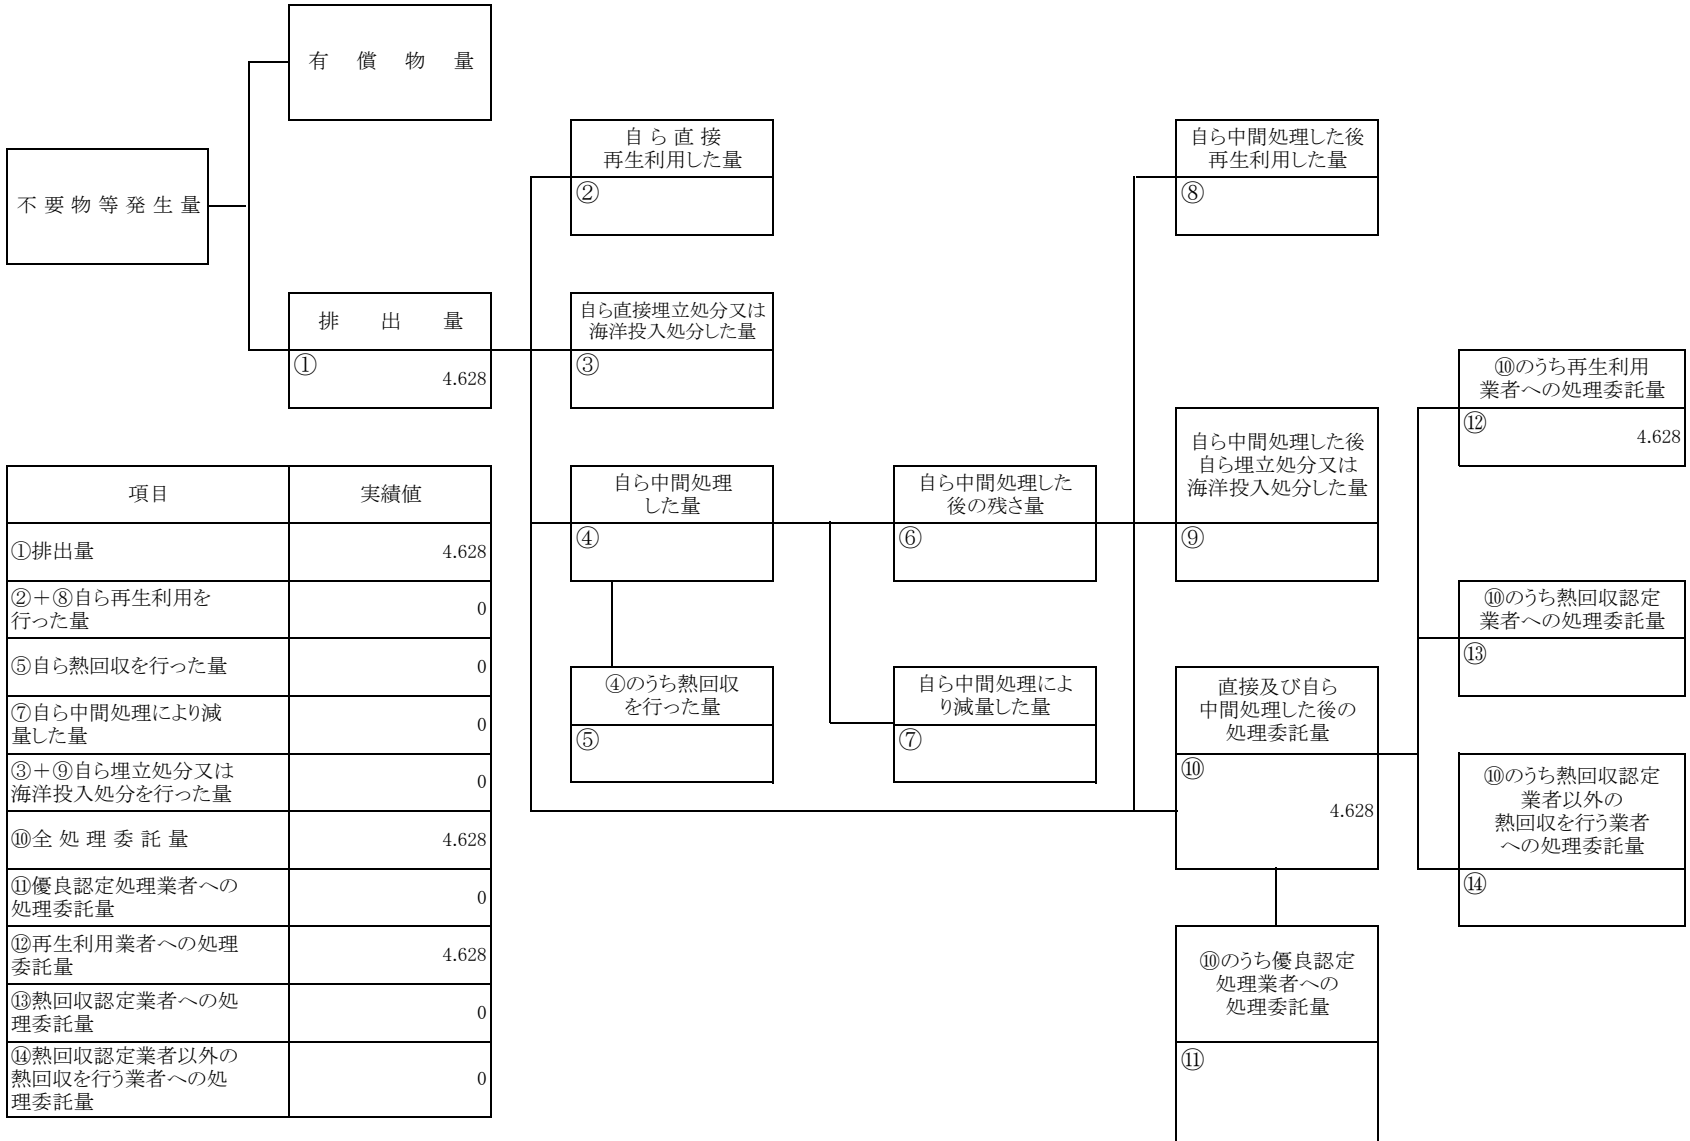 有償物量
不要物等発生量
排出量
①
4.628
自ら直接
再生利用した量
②
自ら直接埋立処分又は
海洋投入処分した量
③
自ら中間処理
した量
④
④のうち熱回収
を行った量
⑤
自ら中間処理した
後の残さ量
⑥
自ら中間処理によ
り減量した量
⑦
自ら中間処理した後
再生利用した量
⑧
自ら中間処理した後
自ら埋立処分又は
海洋投入処分した量
⑨
直接及び自ら
中間処理した後の
処理委託量
⑩
4.628
⑩のうち優良認定
処理業者への
処理委託量
⑪
⑩のうち再生利用
業者への処理委託量
⑫
4.628
⑩のうち熱回収認定
業者への処理委託量
⑬
⑩のうち熱回収認定
業者以外の
熱回収を行う業者
への処理委託量
⑭
項目 実績値
①排出量 4.628
②+⑧自ら再生利用を
行った量 0
⑤自ら熱回収を行った量 0
⑦自ら中間処理により減
量した量 0
③+⑨自ら埋立処分又は
海洋投入処分を行った量 0
⑩全処理委託量 4.628
⑪優良認定処理業者への
処理委託量 0
⑫再生利用業者への処理
委託量 4.628
⑬熱回収認定業者への処
理委託量 0
⑭熱回収認定業者以外の
熱回収を行う業者への処
理委託量 0